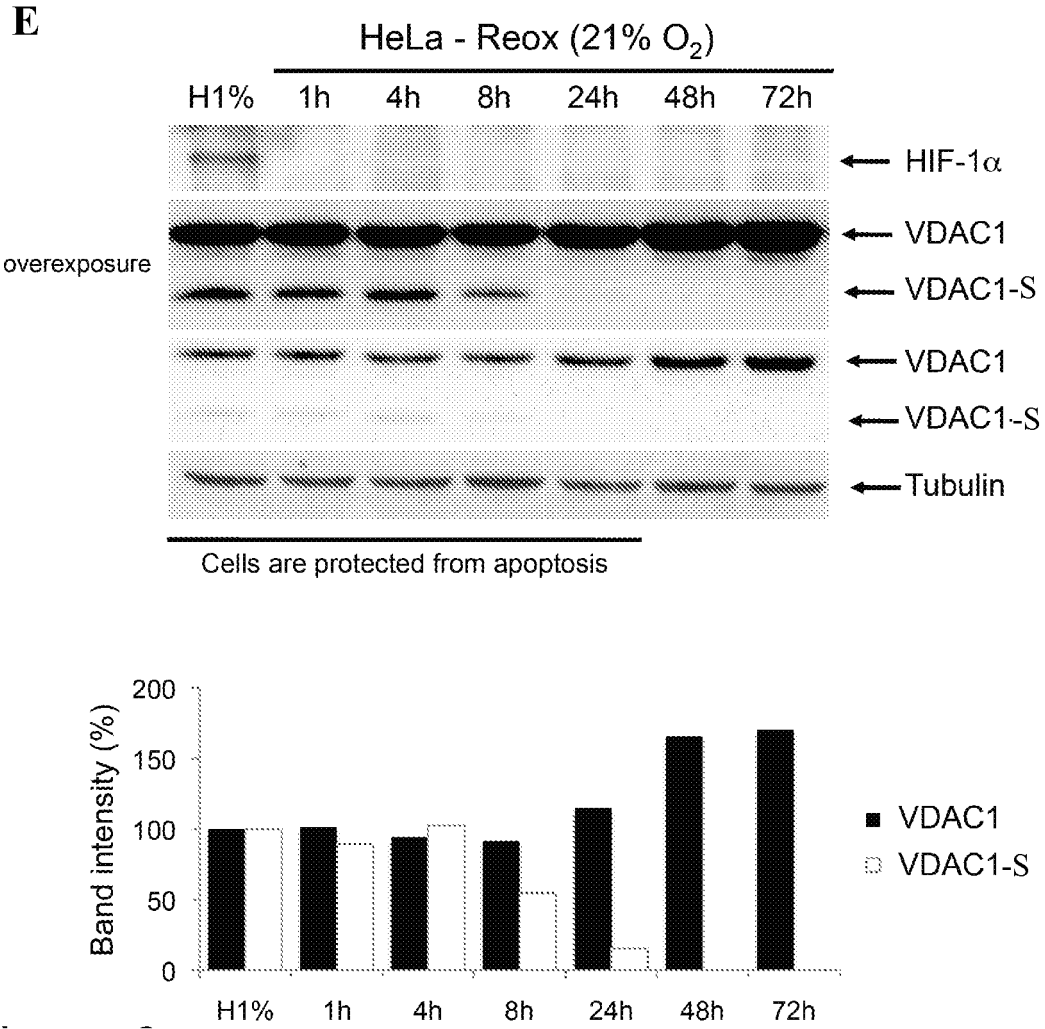 E
HeLa - Reox (21% O₂)
H1% 1h 4h 8h 24h 48h 72h
HIF-1α
VDAC1
overexposure
VDAC1-S
VDAC1
VDAC1-S
Tubulin
Cells are protected from apoptosis
200
150
100
50
0
Band intensity (%)
VDAC1
VDAC1-S
H1% 1h 4h 8h 24h 48h 72h